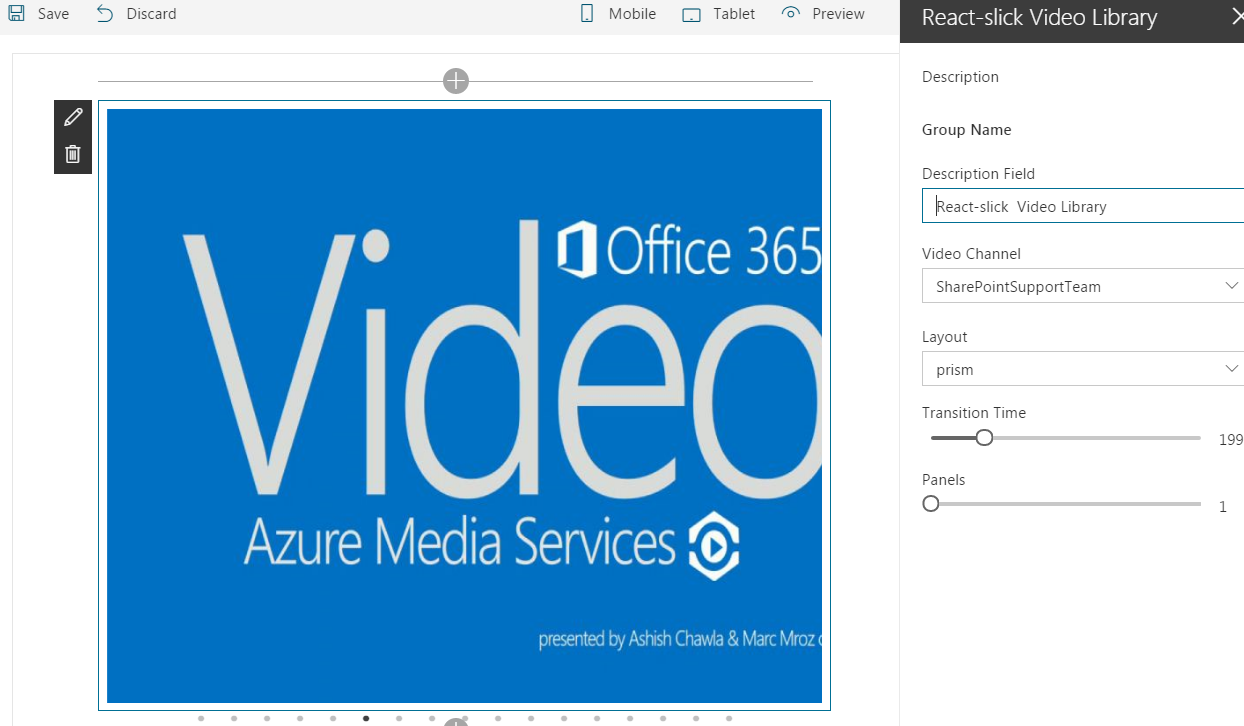 Save Discard Mobile Tablet Preview
React-slick Video Library
Description
Group Name
Description Field
React-slick Video Library
Video Channel
SharePointSupportTeam
Layout
prism
Transition Time
199
Panels
1
Office 365
Video
Azure Media Services
presented by Ashish Chawla & Marc Mroz